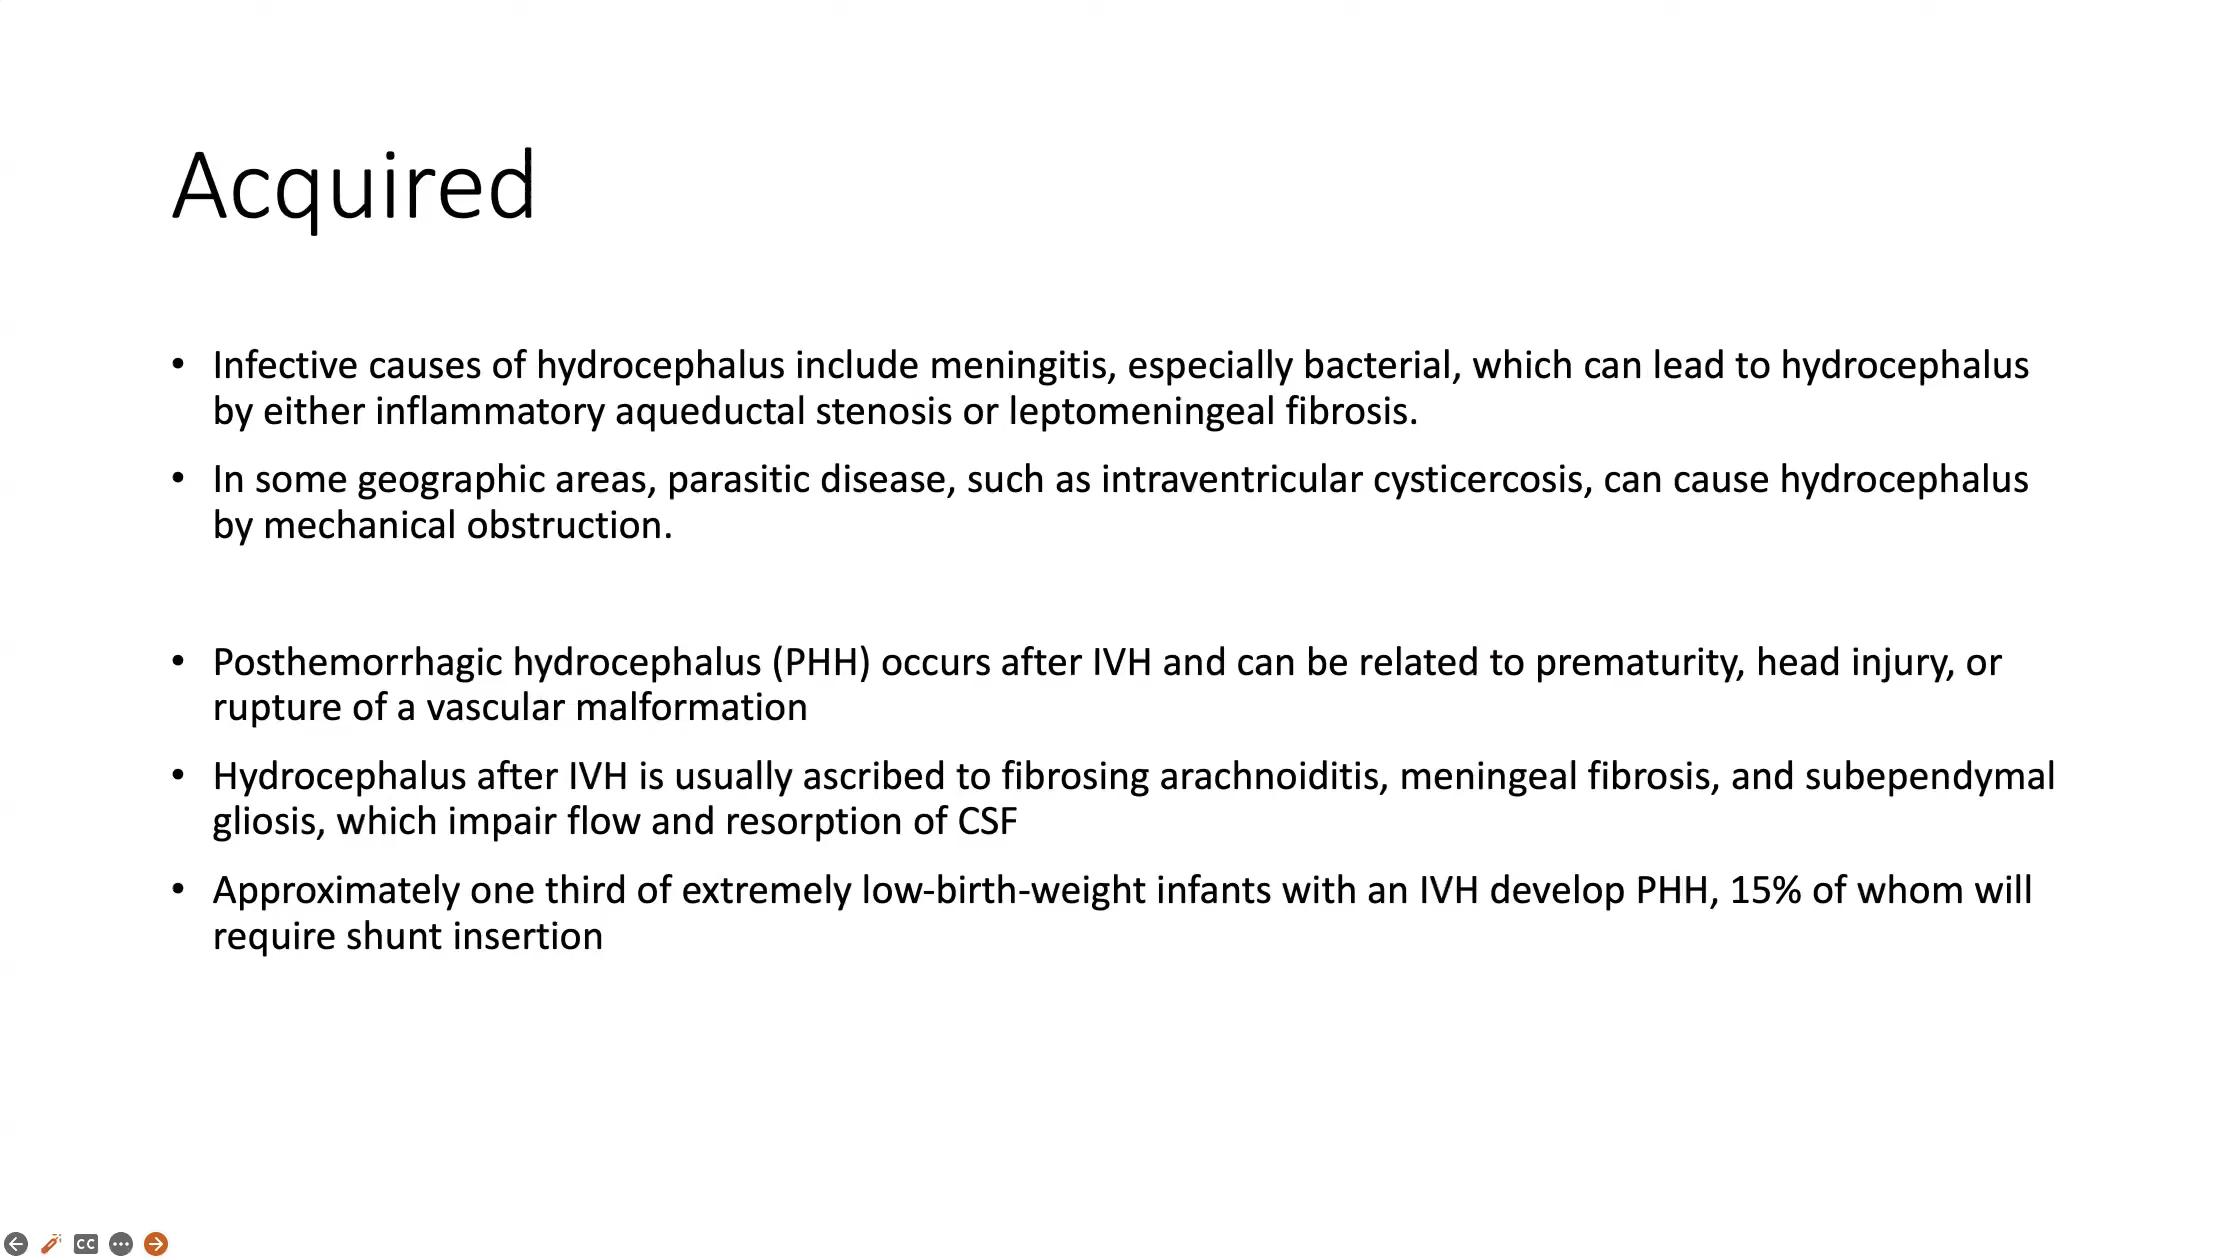 Acquired
• Infective causes of hydrocephalus include meningitis, especially bacterial, which can lead to hydrocephalus
by either inflammatory aqueductal stenosis or leptomeningeal fibrosis.
• In some geographic areas, parasitic disease, such as intraventricular cysticercosis, can cause hydrocephalus
by mechanical obstruction.
• Posthemorrhagic hydrocephalus (PHH) occurs after IVH and can be related to prematurity, head injury, or
rupture of a vascular malformation
• Hydrocephalus after IVH is usually ascribed to fibrosing arachnoiditis, meningeal fibrosis, and subependymal
gliosis, which impair flow and resorption of CSF
• Approximately one third of extremely low-birth-weight infants with an IVH develop PHH, 15% of whom will
require shunt insertion
CC